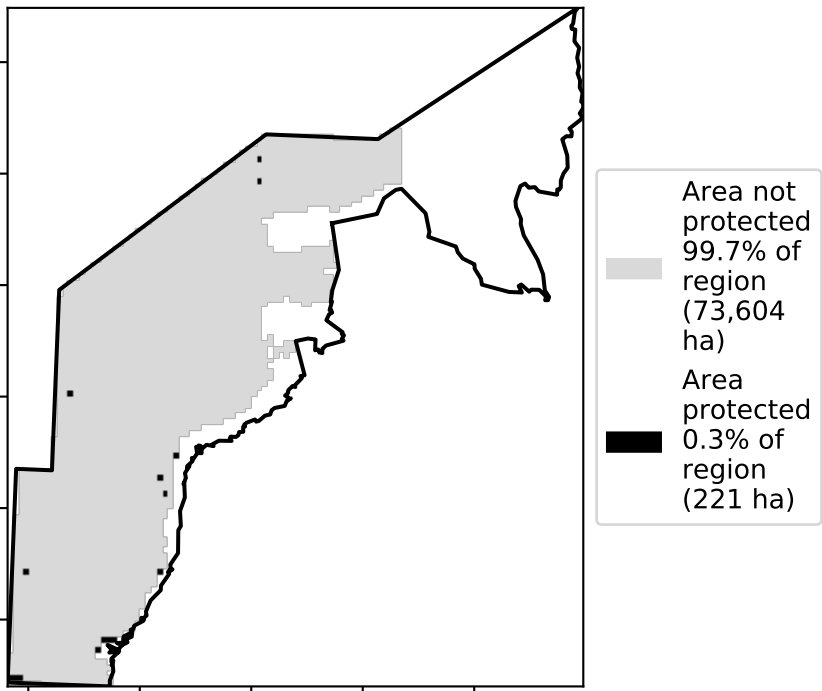 Area not
protected
99.7% of
region
(73,604
ha)
Area
protected
0.3% of
region
(221 ha)